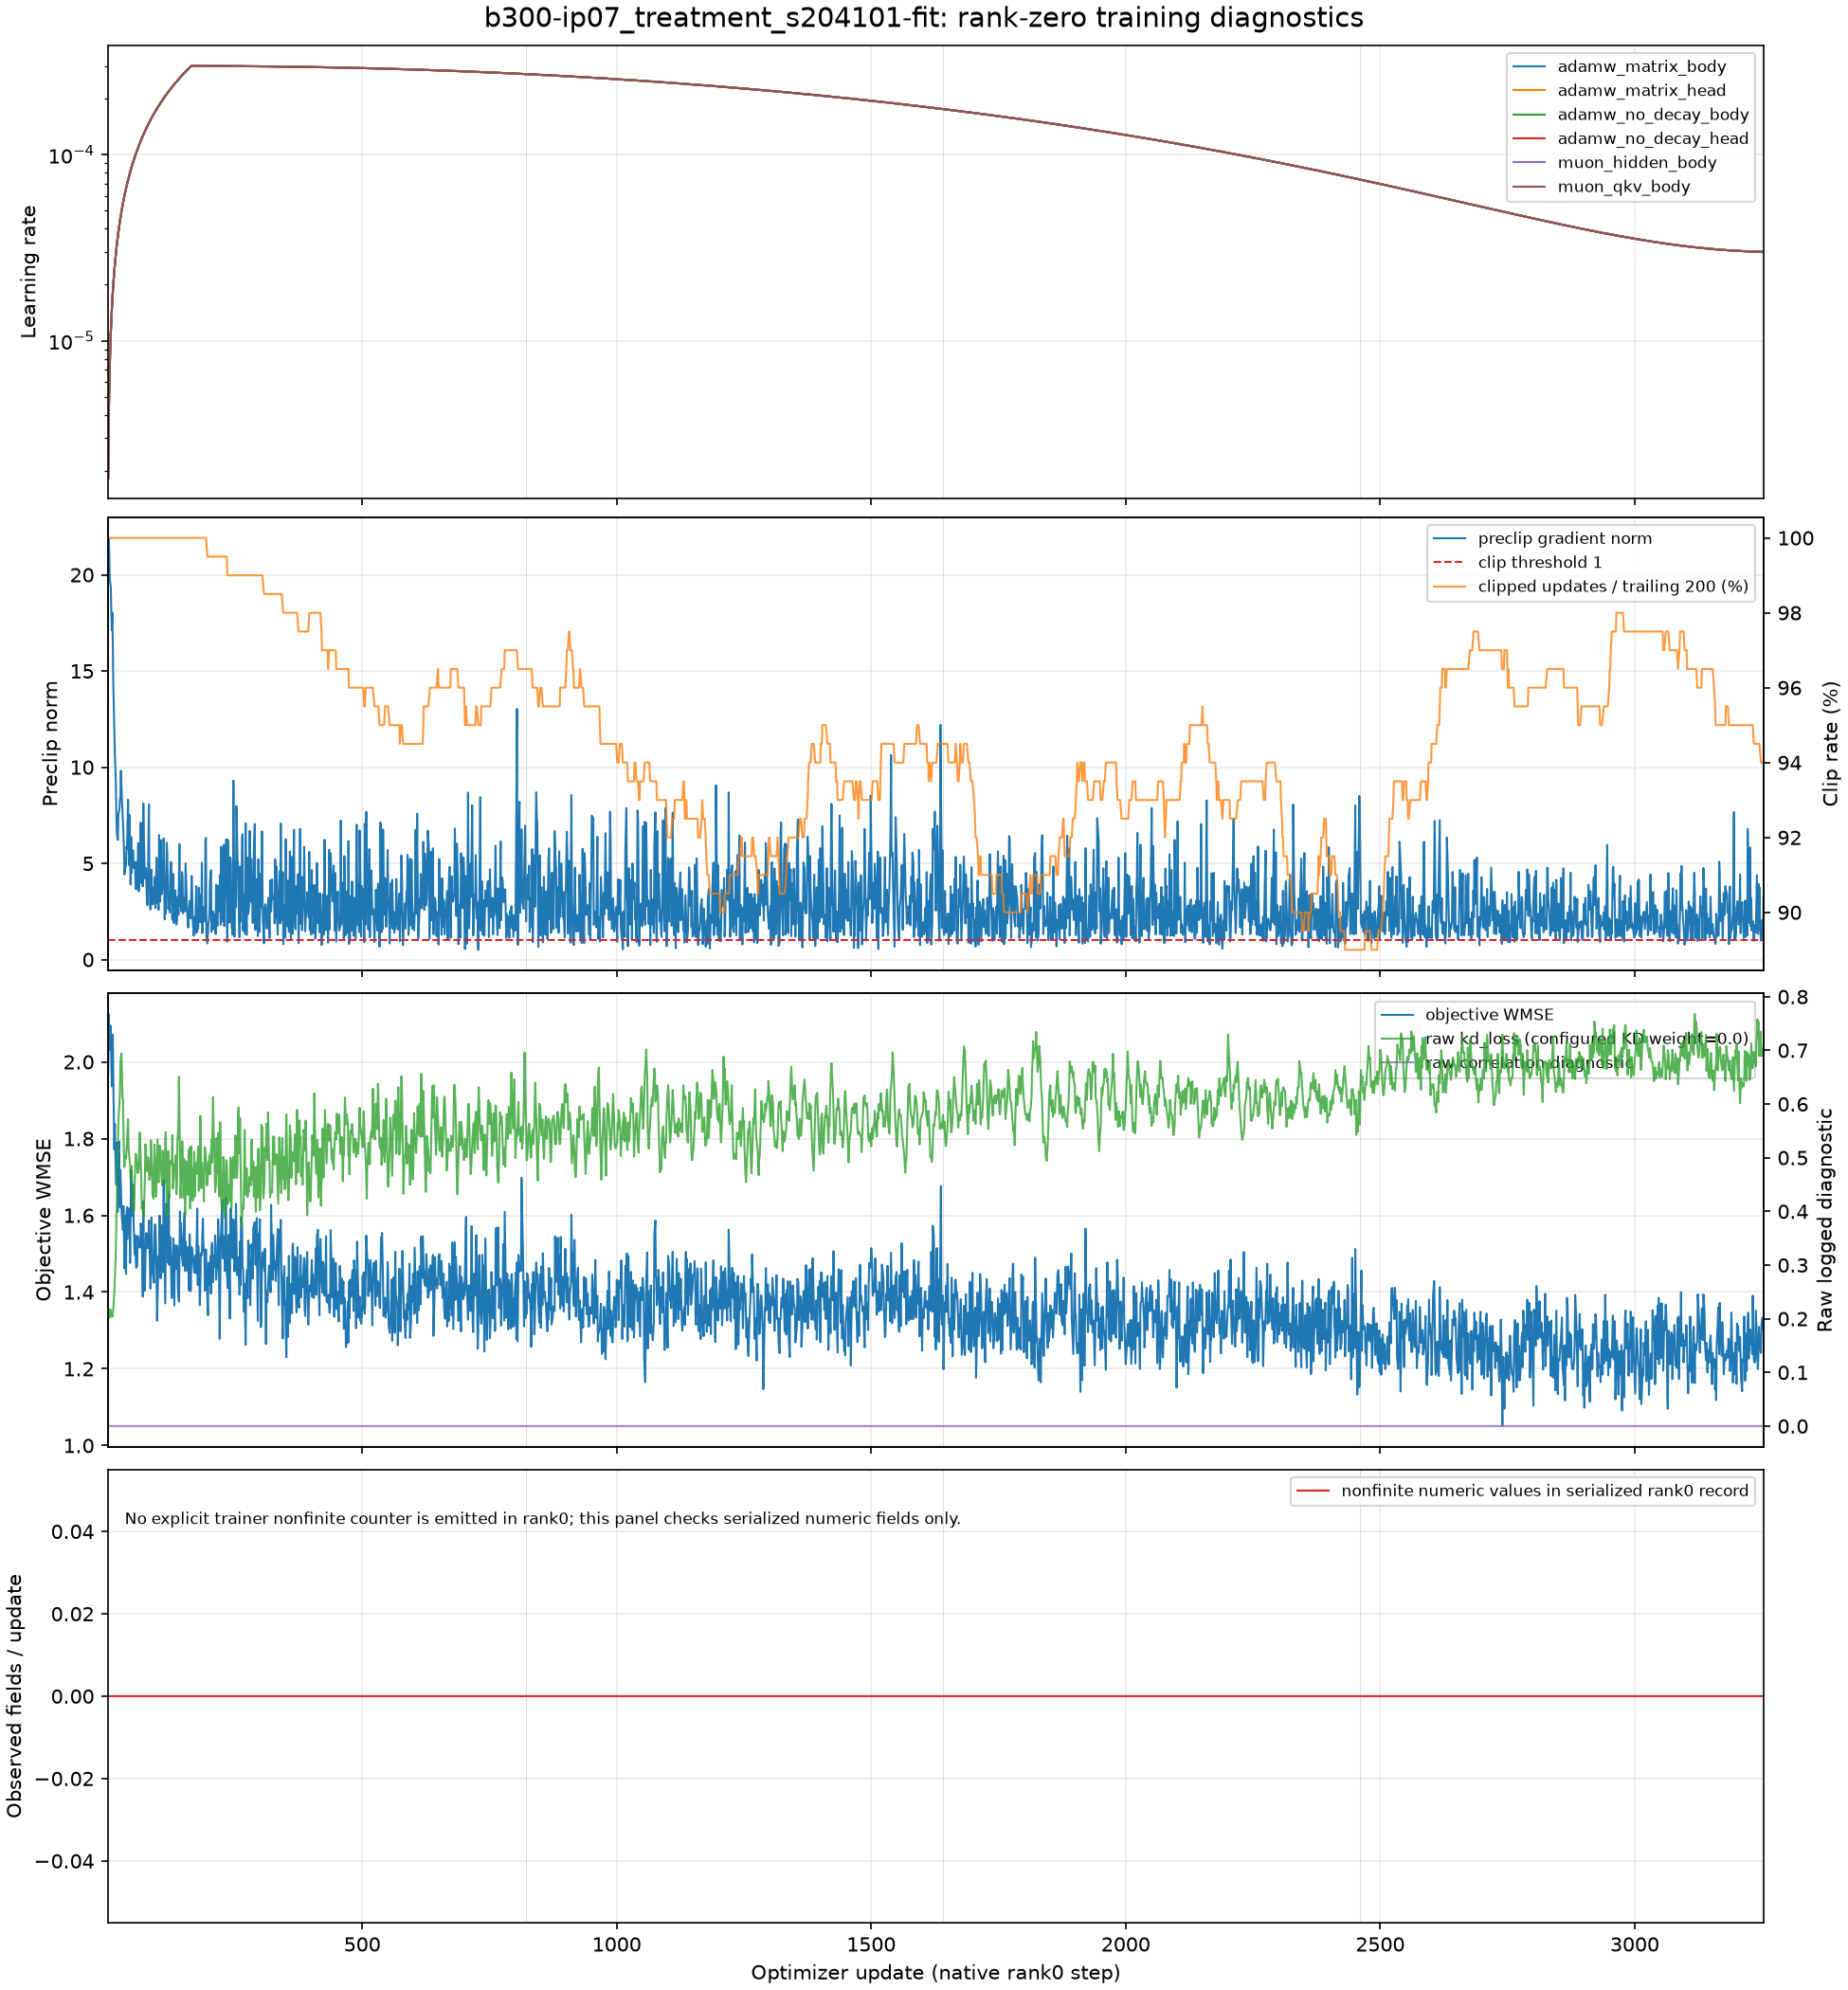 b300-ip07_treatment_s204101-fit: rank-zero training diagnostics
Learning rate
10−4
10−5
adamw_matrix_body
adamw_matrix_head
adamw_no_decay_body
adamw_no_decay_head
muon_hidden_body
muon_qkv_body
Preclip norm
20
15
10
5
0
preclip gradient norm
clip threshold 1
clipped updates / trailing 200 (%)
100
98
96
94
92
90
Clip rate (%)
Objective WMSE
2.0
1.8
1.6
1.4
1.2
1.0
objective WMSE
raw kd_loss (configured KD weight=0.0)
raw correlation diagnostic
0.8
0.7
0.6
0.5
0.4
0.3
0.2
0.1
0.0
Raw logged diagnostic
Observed fields / update
0.04
0.02
0.00
−0.02
−0.04
No explicit trainer nonfinite counter is emitted in rank0; this panel checks serialized numeric fields only.
nonfinite numeric values in serialized rank0 record
500
1000
1500
2000
2500
3000
Optimizer update (native rank0 step)